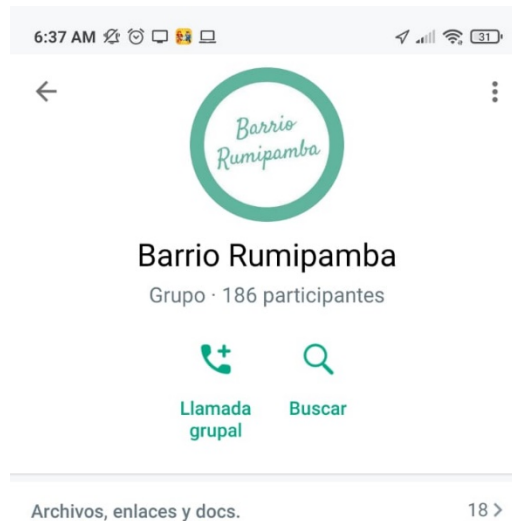 6:37 AM 31
Barrio
Rumipamba
Barrio Rumipamba
Grupo · 186 participantes
Llamada
grupal
Buscar
Archivos, enlaces y docs. 18 >